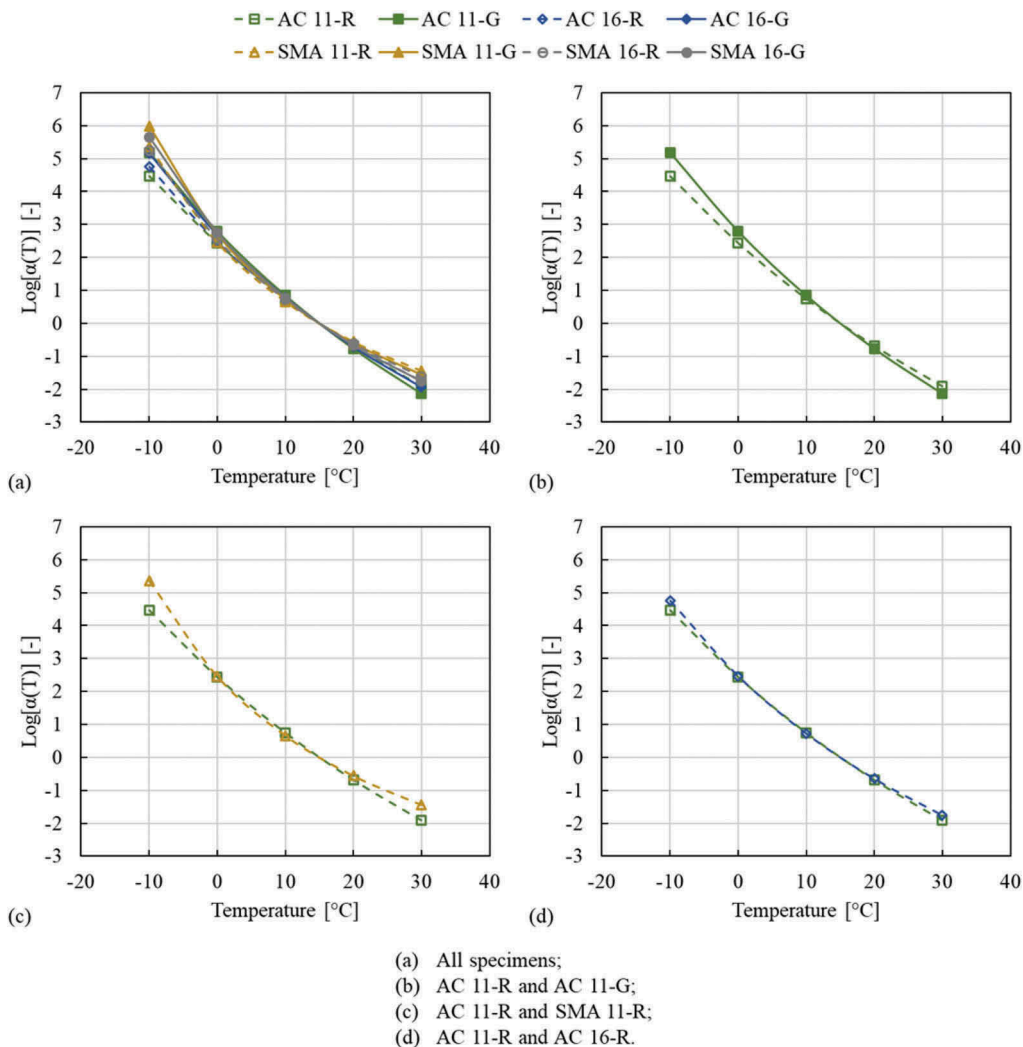 AC 11-R AC 11-G AC 16-R AC 16-G
SMA 11-R SMA 11-G SMA 16-R SMA 16-G
7
6
5
4
3
2
1
0
-1
-2
-3
Log[α(T)] [-]
-20 -10 0 10 20 30 40
Temperature [°C]
(a)
7
6
5
4
3
2
1
0
-1
-2
-3
Log[α(T)] [-]
-20 -10 0 10 20 30 40
Temperature [°C]
(b)
7
6
5
4
3
2
1
0
-1
-2
-3
Log[α(T)] [-]
-20 -10 0 10 20 30 40
Temperature [°C]
(c)
7
6
5
4
3
2
1
0
-1
-2
-3
Log[α(T)] [-]
-20 -10 0 10 20 30 40
Temperature [°C]
(d)
(a) All specimens;
(b) AC 11-R and AC 11-G;
(c) AC 11-R and SMA 11-R;
(d) AC 11-R and AC 16-R.